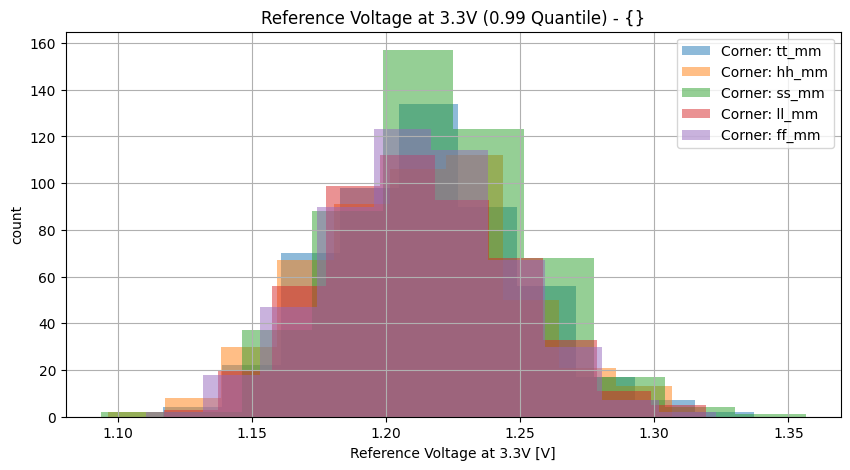 Reference Voltage at 3.3V (0.99 Quantile) - {}
Corner: tt_mm
Corner: hh_mm
Corner: ss_mm
Corner: ll_mm
Corner: ff_mm
160
140
120
100
80
60
40
20
0
count
1.10 1.15 1.20 1.25 1.30 1.35
Reference Voltage at 3.3V [V]